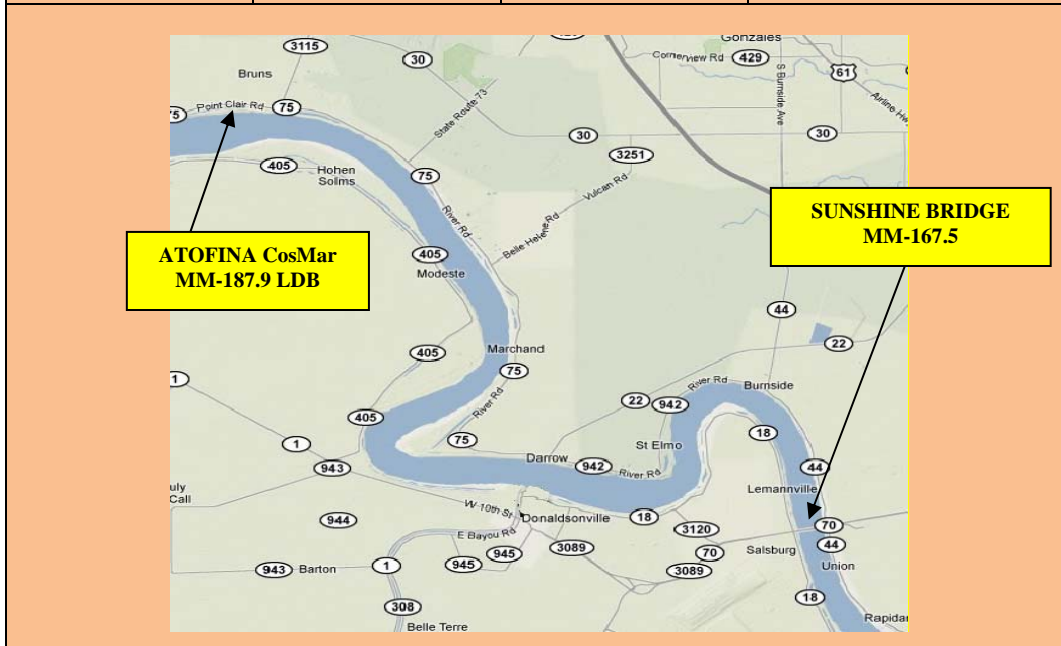 Gonzales
3115
30
Cornerview Rd
429
Bruns
S Burnside Ave
61
Airline Hwy
Point Clair Rd
75
75
State Route 73
30
30
3251
405
Hohen
Solms
75
Vulcan Rd
River Rd
SUNSHINE BRIDGE
MM-167.5
Belle Helene Rd
ATOFINA CosMar
MM-187.9 LDB
405
Modeste
44
22
Marchand
405
75
1
River Rd
Burnside
River Rd
22
942
405
18
75
1
St Elmo
Darrow
942
44
943
River Rd
Lemannville
Call
W 10th St
944
Donaldsonville
18
3120
70
E Bayou Rd
Salsburg
44
945
3089
70
943
Barton
1
945
3089
Union
18
308
Belle Terre